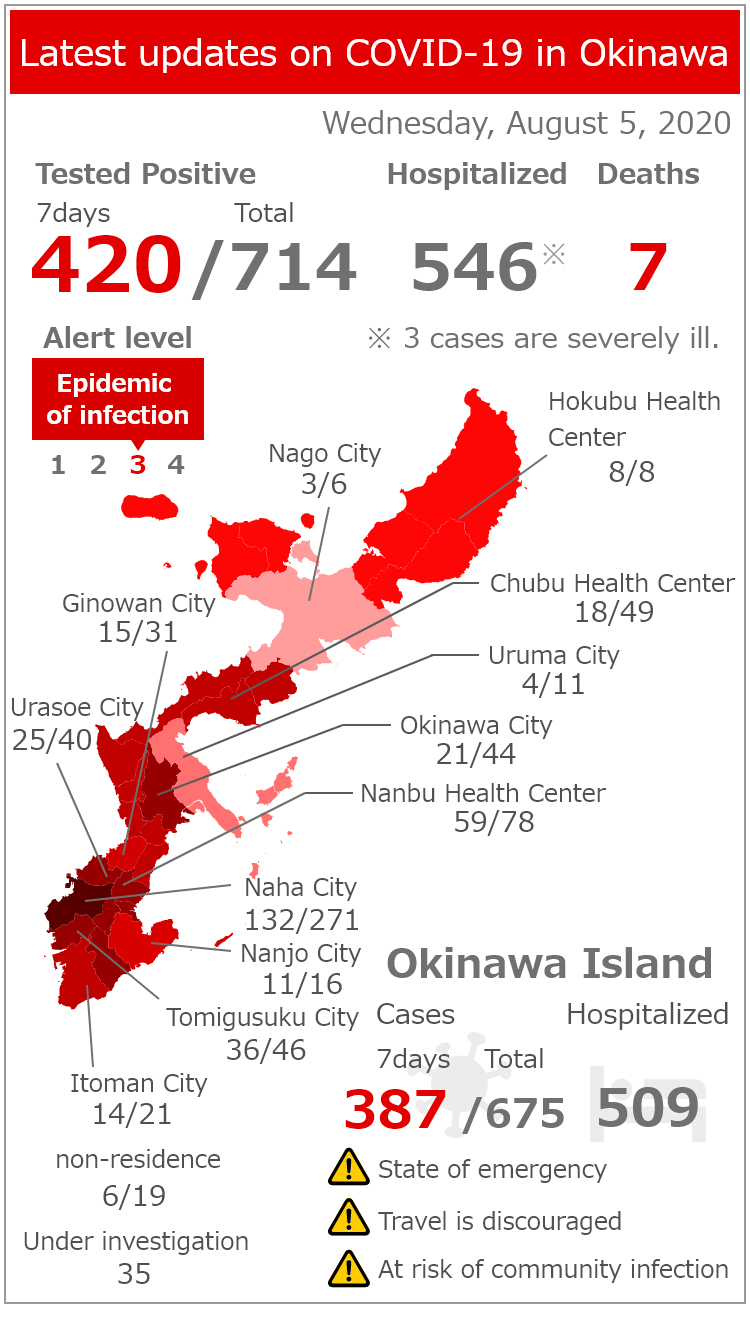 Latest updates on COVID-19 in Okinawa
Wednesday, August 5, 2020
Tested Positive
Hospitalized
Deaths
7days
Total
420/714
546※
7
Alert level
※ 3 cases are severely ill.
Epidemic
of infection
1 2 3 4
Hokubu Health
Center
8/8
Nago City
3/6
Chubu Health Center
18/49
Ginowan City
15/31
Uruma City
4/11
Urasoe City
25/40
Okinawa City
21/44
Nanbu Health Center
59/78
Naha City
132/271
Nanjo City
11/16
Tomigusuku City
36/46
Itoman City
14/21
non-residence
6/19
Under investigation
35
Okinawa Island
Cases
Hospitalized
7days
Total
387/675
509
State of emergency
Travel is discouraged
At risk of community infection